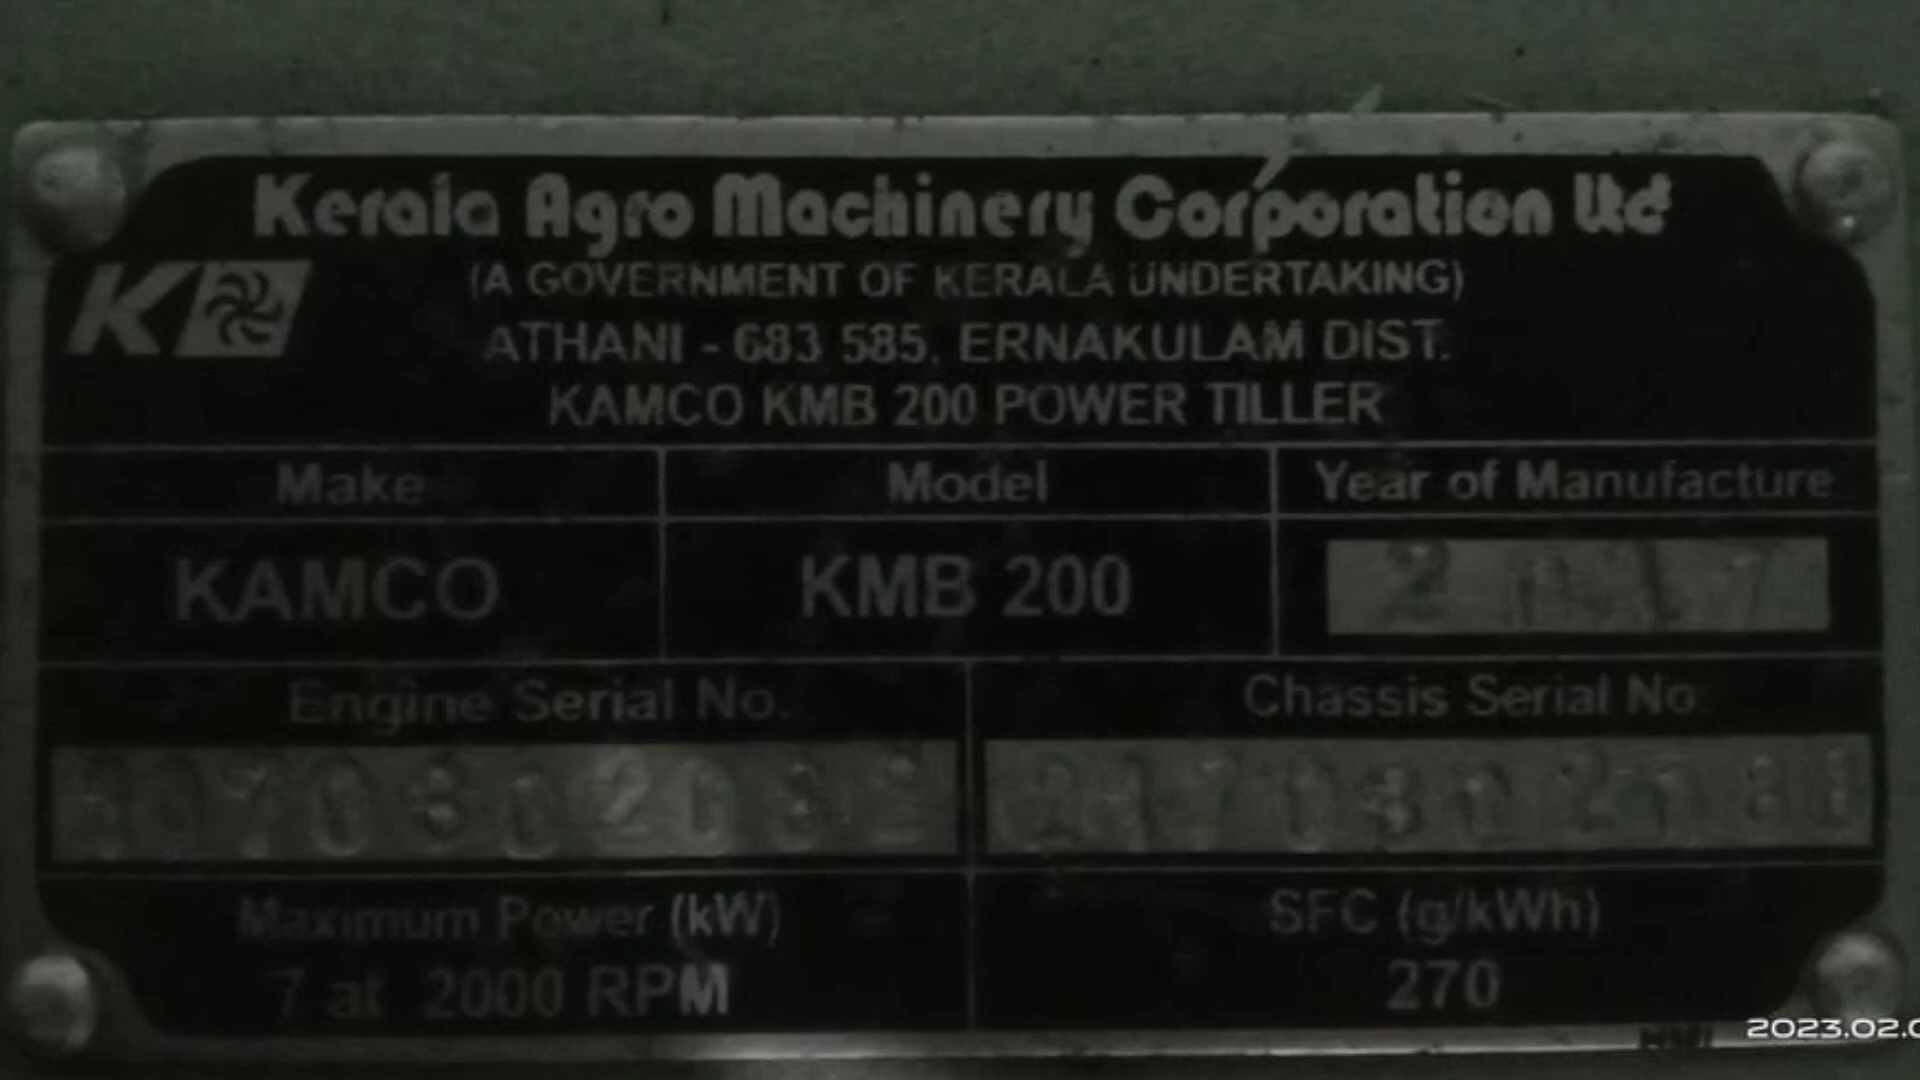 Kerala Agro Machinery Corporation Ltd
(A GOVERNMENT OF KERALA UNDERTAKING)
ATHANI - 683 585, ERNAKULAM DIST.
KAMCO KMB 200 POWER TILLER
Make Model Year of Manufacture
KAMCO KMB 200 2017
Engine Serial No. Chassis Serial No.
Maximum Power (kW) SFC (g/kWh)
7 at 2000 RPM 270